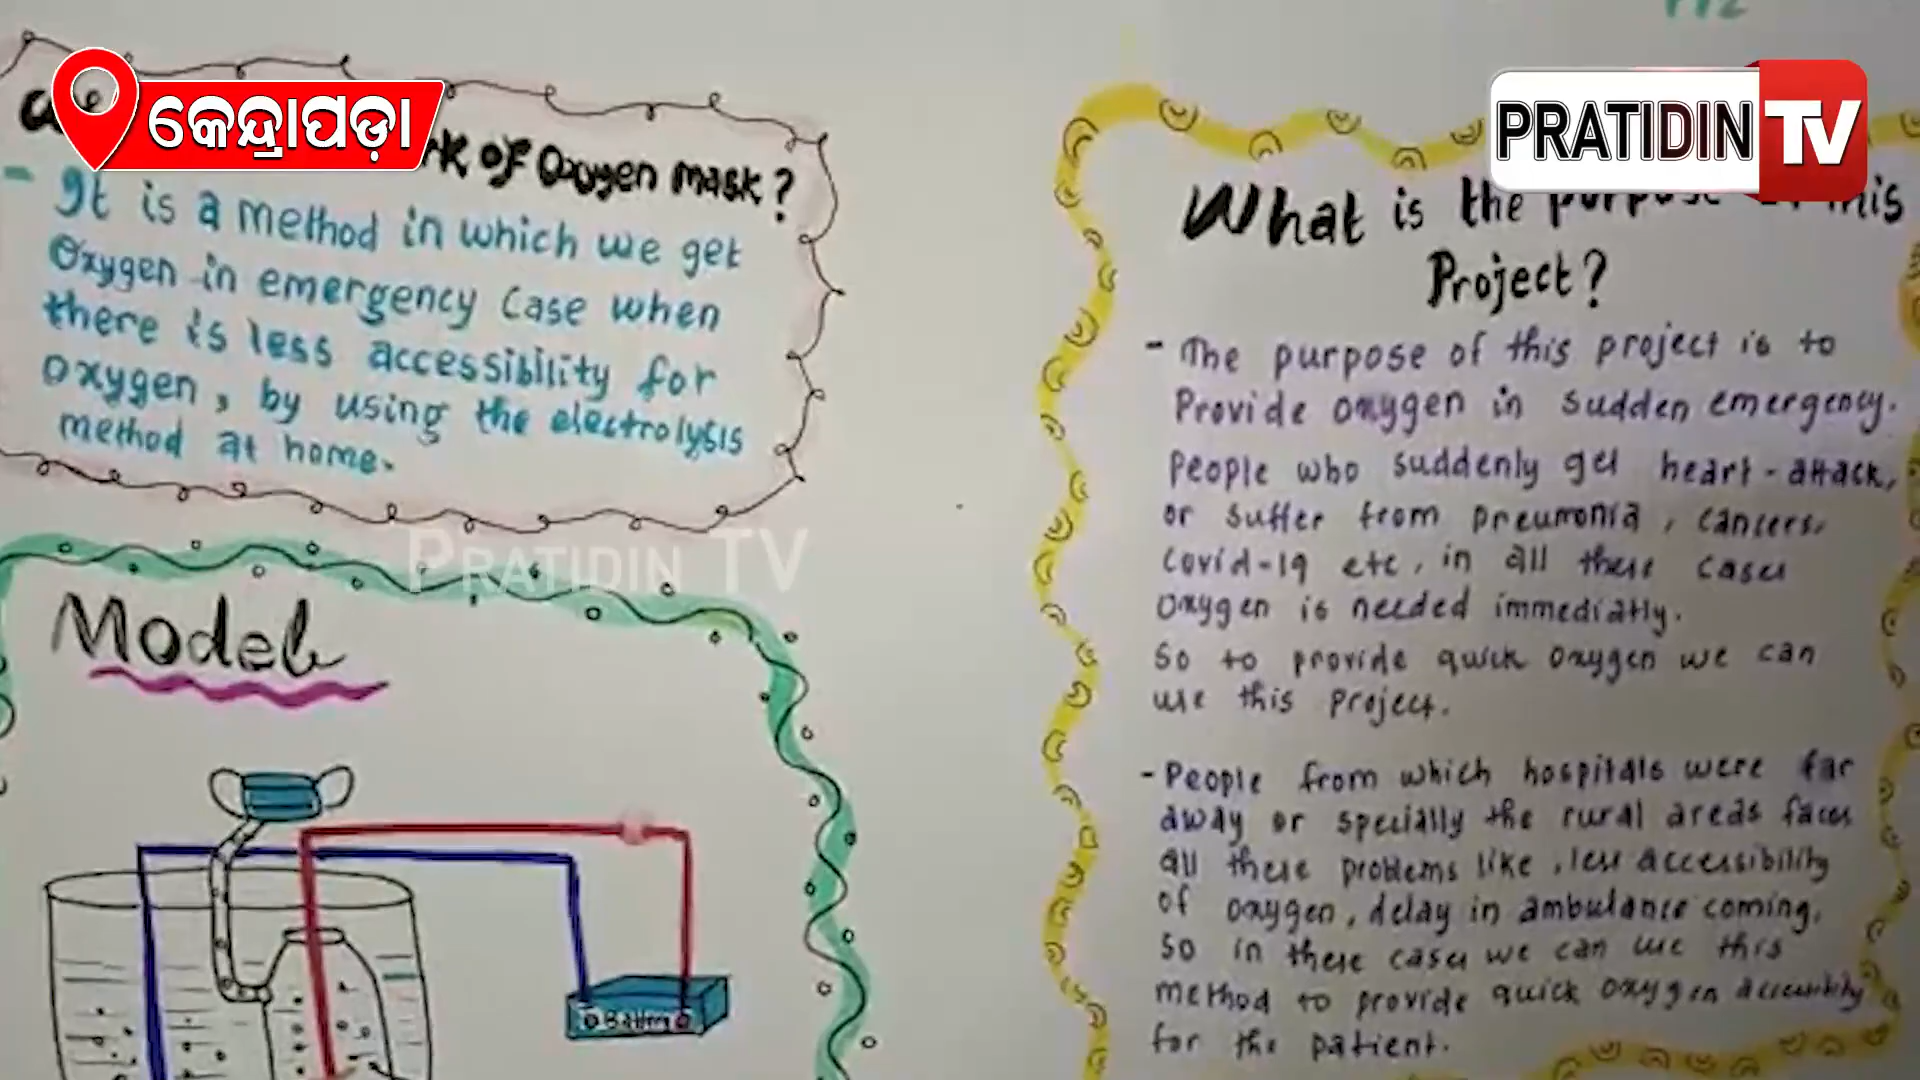 କେନ୍ଦ୍ରାପଡ଼ା
PRATIDIN TV
of Oxygen mask?
- It is a method in which we get
Oxygen in emergency case when
there is less accessibility for
Oxygen, by using the electrolysis
method at home.
PRATIDIN TV
Model
Battery
What is the purpose this
Project?
- The purpose of this project is to
Provide oxygen in sudden emergency.
People who suddenly get heart-attack,
or suffer from pneumonia, cancers,
Covid-19 etc, in all these cases
oxygen is needed immediatly.
So to provide quick oxygen we can
use this project.
- People from which hospitals were far
away or specially the rural areas faces
all these problems like, less accessibility
of oxygen, delay in ambulance coming.
So in these cases we can use this
method to provide quick oxygen accessibility
for the patient.